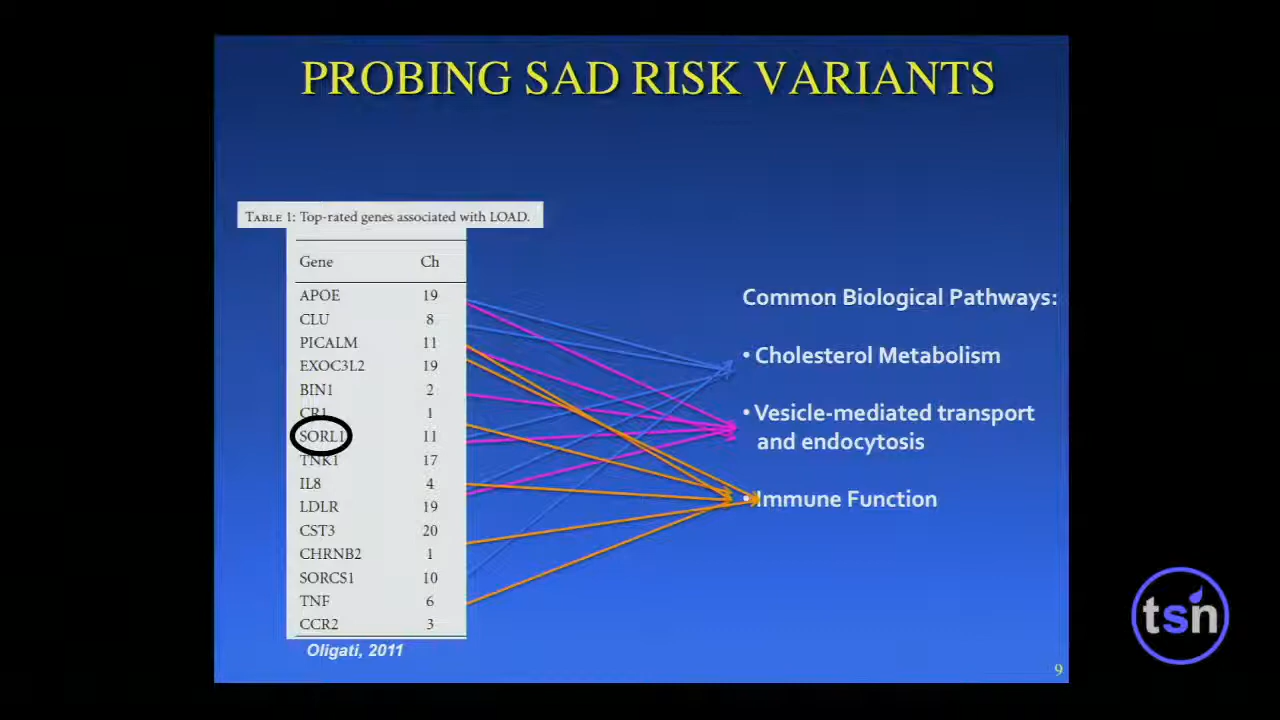 PROBING SAD RISK VARIANTS
TABLE 1: Top-rated genes associated with LOAD.
Gene Ch
APOE 19
CLU 8
PICALM 11
EXOC3L2 19
BIN1 2
CR1 1
SORL1 11
TNK1 17
IL8 4
LDLR 19
CST3 20
CHRNB2 1
SORCS1 10
TNF 6
CCR2 3
Oligati, 2011
Common Biological Pathways:
• Cholesterol Metabolism
• Vesicle-mediated transport
and endocytosis
• Immune Function
9
tsn